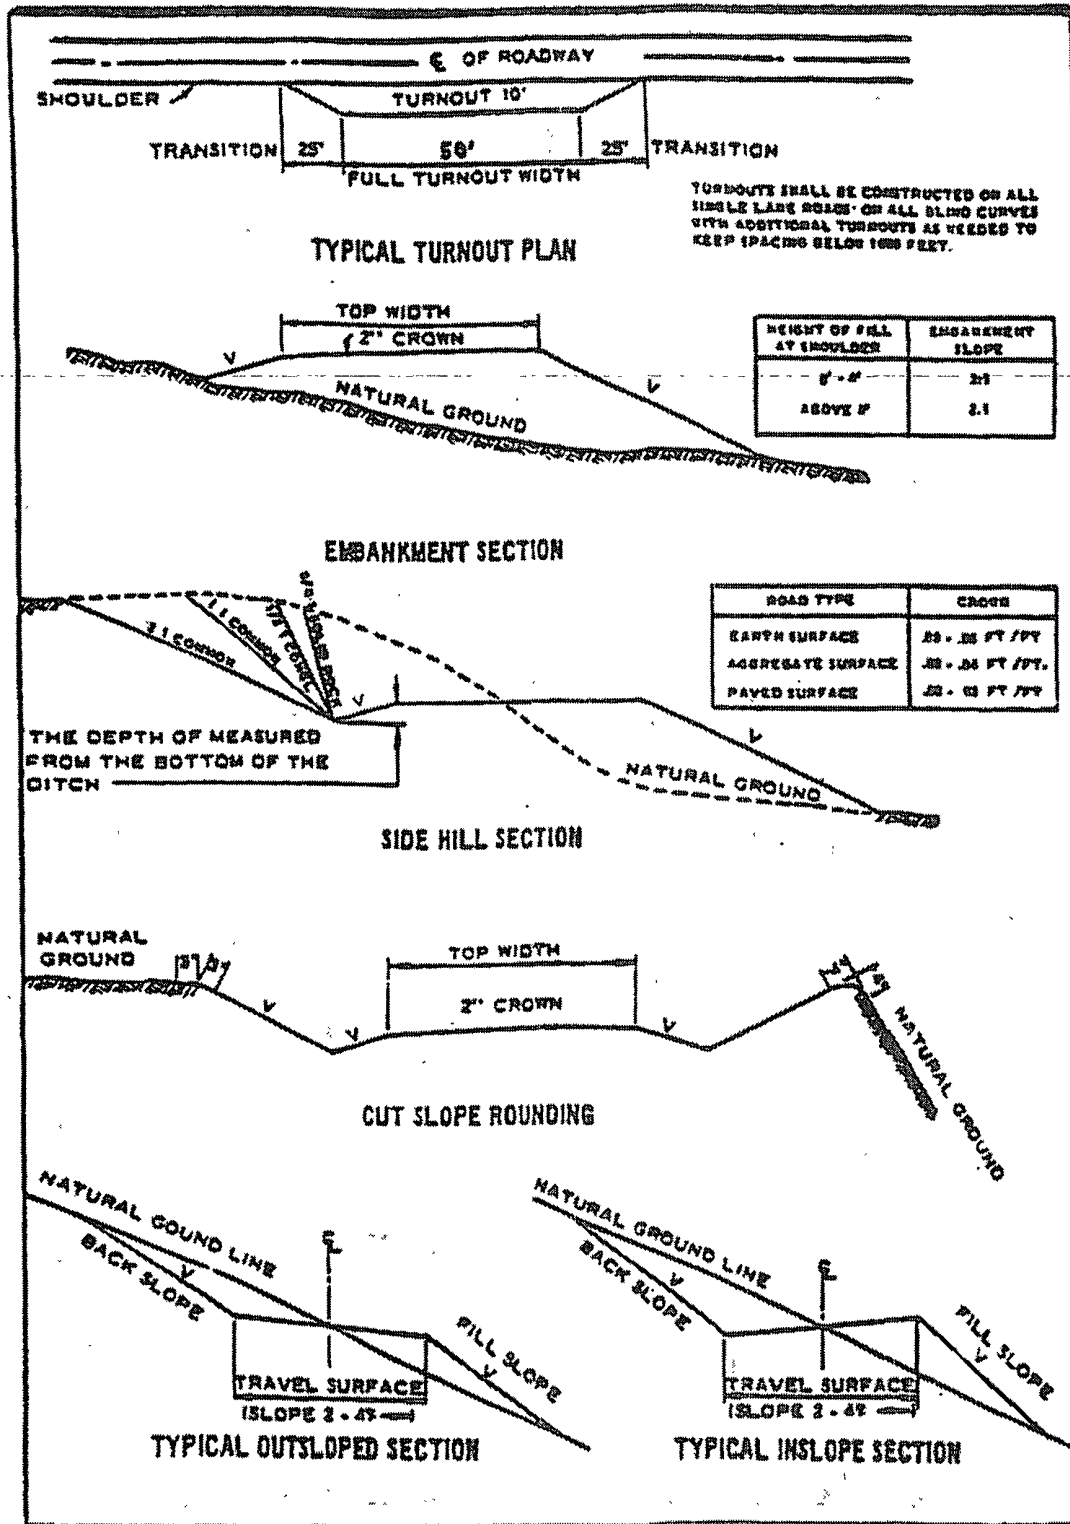 ℄ OF ROADWAY
SHOULDER
TURNOUT 10'
TRANSITION 25' 50' 25' TRANSITION
FULL TURNOUT WIDTH
TURNOUTS SHALL BE CONSTRUCTED ON ALL
SINGLE LANE ROADS ON ALL BLIND CURVES
WITH ADDITIONAL TURNOUTS AS NEEDED TO
KEEP SPACING BELOW 1000 FEET.
TYPICAL TURNOUT PLAN
TOP WIDTH
2" CROWN
NATURAL GROUND
HEIGHT OF FILL
AT SHOULDER
EMBANKMENT
SLOPE
ABOVE
EMBANKMENT SECTION
COMMON
1 1 COMMON
ROAD TYPE CROWN
EARTH SURFACE FT/FT
AGGREGATE SURFACE FT/FT.
PAVED SURFACE FT/FT
THE DEPTH OF MEASURED
FROM THE BOTTOM OF THE
DITCH
NATURAL GROUND
SIDE HILL SECTION
NATURAL
GROUND
TOP WIDTH
2" CROWN
NATURAL GROUND
CUT SLOPE ROUNDING
NATURAL GOUND LINE
BACK SLOPE
℄
FILL SLOPE
TRAVEL SURFACE
(SLOPE 2 -
TYPICAL OUTSLOPED SECTION
NATURAL GROUND LINE
BACK SLOPE
℄
FILL SLOPE
TRAVEL SURFACE
(SLOPE 2 -
TYPICAL INSLOPE SECTION